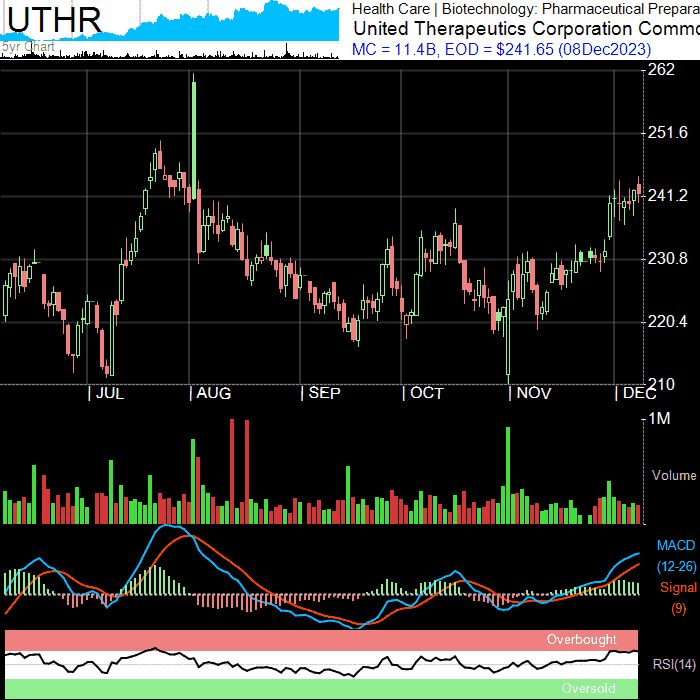 UTHR
5yr Chart
Health Care | Biotechnology: Pharmaceutical Prepara
United Therapeutics Corporation Commo
MC = 11.4B, EOD = $241.65 (08Dec2023)
262
251.6
241.2
230.8
220.4
210
JUL AUG SEP OCT NOV DEC
1M
Volume
MACD
(12-26)
Signal
(9)
Overbought
RSI(14)
Oversold